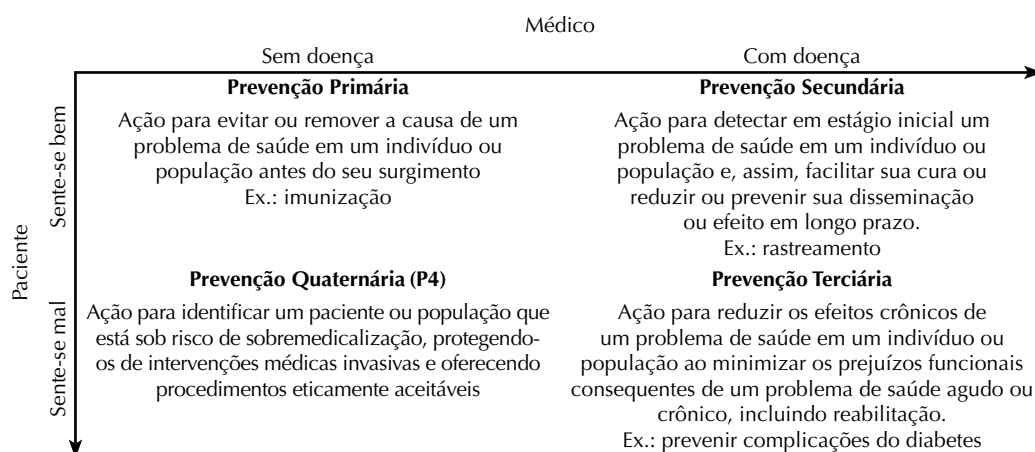 Médico
Sem doença
Com doença
Paciente
Sente-se bem
Prevenção Primária
Ação para evitar ou remover a causa de um
problema de saúde em um indivíduo ou
população antes do seu surgimento
Ex.: imunização
Prevenção Secundária
Ação para detectar em estágio inicial um
problema de saúde em um indivíduo ou
população e, assim, facilitar sua cura ou
reduzir ou prevenir sua disseminação
ou efeito em longo prazo.
Ex.: rastreamento
Sente-se mal
Prevenção Quaternária (P4)
Ação para identificar um paciente ou população que
está sob risco de sobremedicalização, protegendo-
os de intervenções médicas invasivas e oferecendo
procedimentos eticamente aceitáveis
Prevenção Terciária
Ação para reduzir os efeitos crônicos de
um problema de saúde em um indivíduo ou
população ao minimizar os prejuízos funcionais
consequentes de um problema de saúde agudo ou
crônico, incluindo reabilitação.
Ex.: prevenir complicações do diabetes